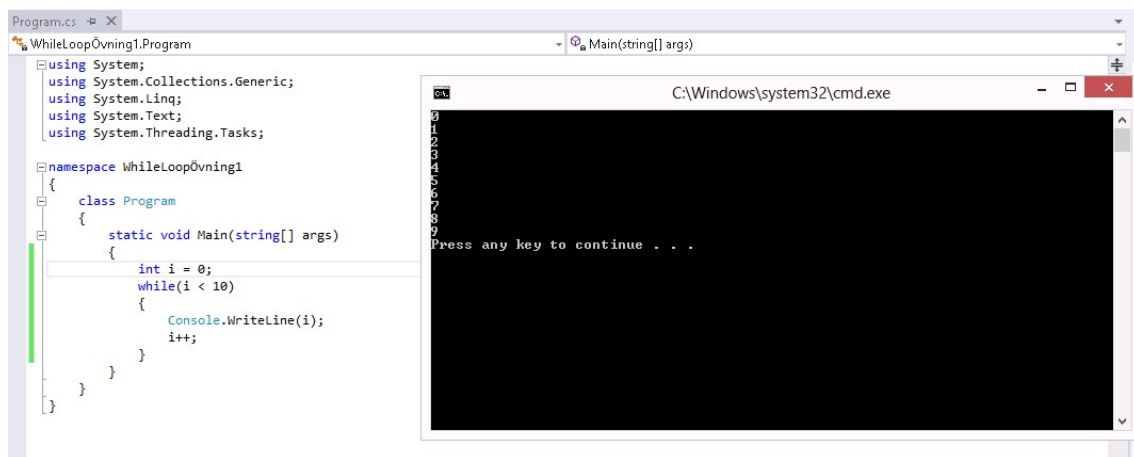 Program.cs
WhileLoopÖvning1.Program
Main(string[] args)
using System;
using System.Collections.Generic;
using System.Linq;
using System.Text;
using System.Threading.Tasks;
namespace WhileLoopÖvning1
{
class Program
{
static void Main(string[] args)
{
int i = 0;
while(i < 10)
{
Console.WriteLine(i);
i++;
}
}
}
}
C:\Windows\system32\cmd.exe
0
1
2
3
4
5
6
7
8
9
Press any key to continue . . .